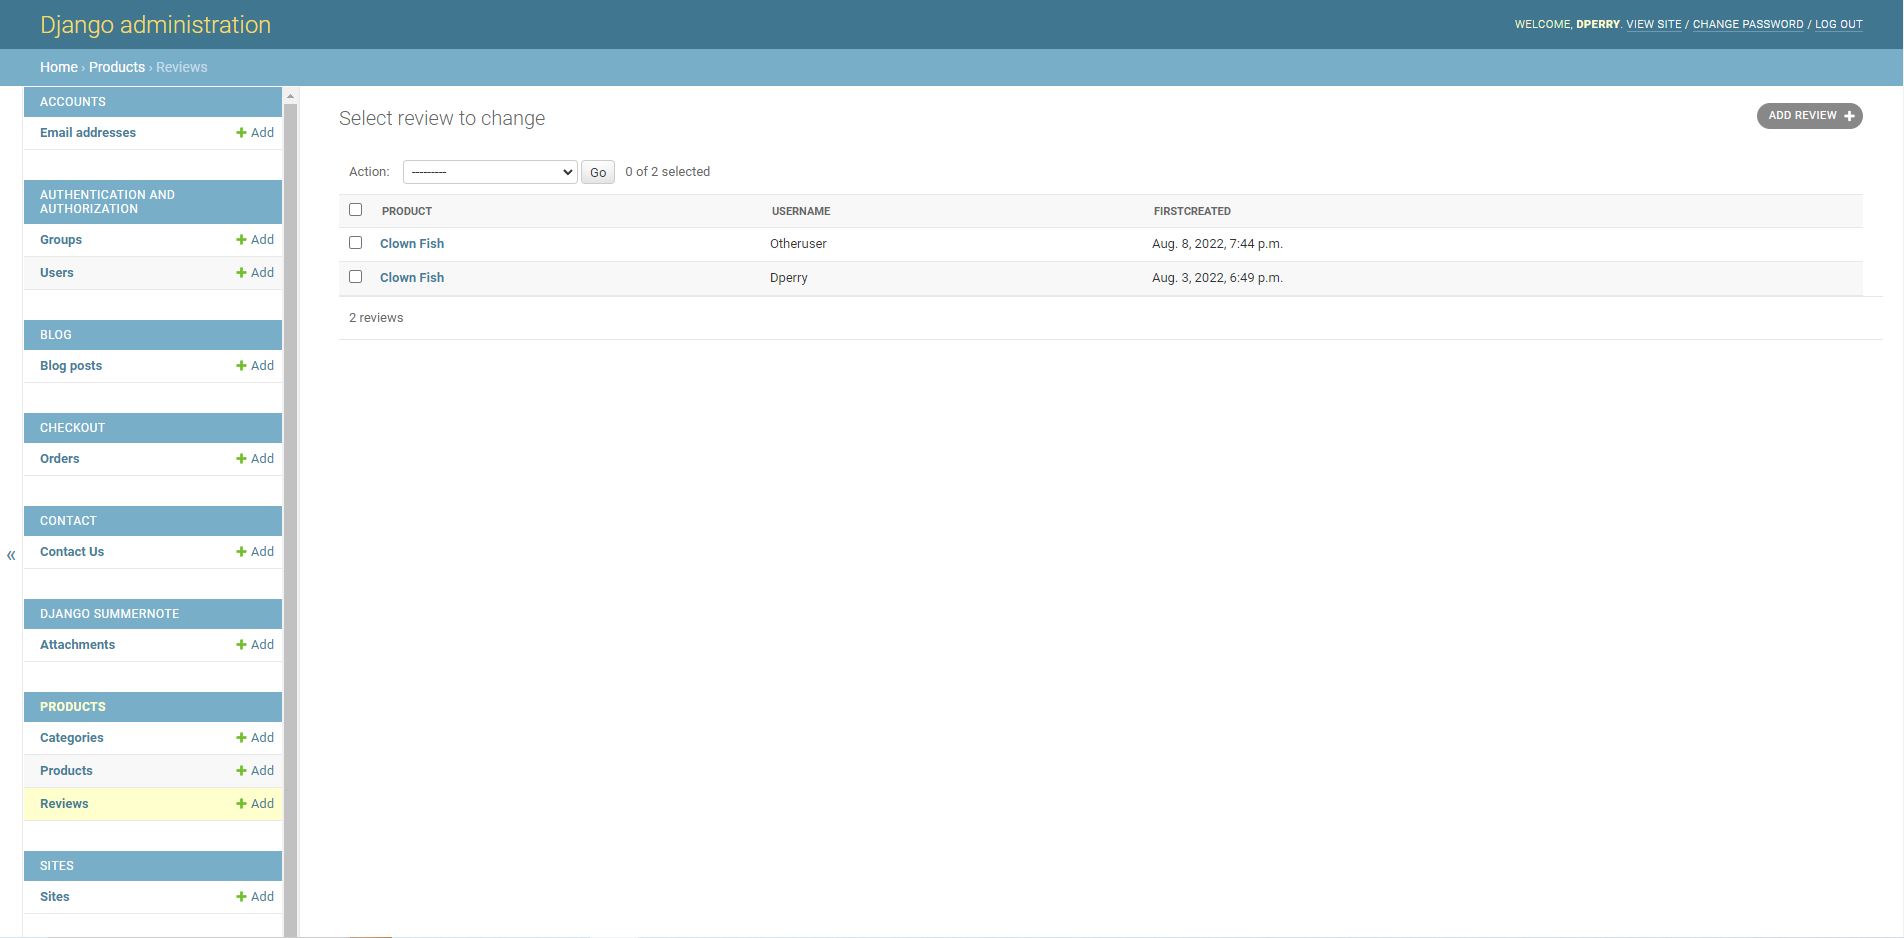 Django administration
WELCOME, DPERRY. VIEW SITE / CHANGE PASSWORD / LOG OUT
Home › Products › Reviews
ACCOUNTS
Email addresses Add
AUTHENTICATION AND
AUTHORIZATION
Groups Add
Users Add
BLOG
Blog posts Add
CHECKOUT
Orders Add
CONTACT
Contact Us Add
«
DJANGO SUMMERNOTE
Attachments Add
PRODUCTS
Categories Add
Products Add
Reviews Add
SITES
Sites Add
Select review to change
ADD REVIEW
Action: --------- Go 0 of 2 selected
PRODUCT USERNAME FIRSTCREATED
Clown Fish Otheruser Aug. 8, 2022, 7:44 p.m.
Clown Fish Dperry Aug. 3, 2022, 6:49 p.m.
2 reviews